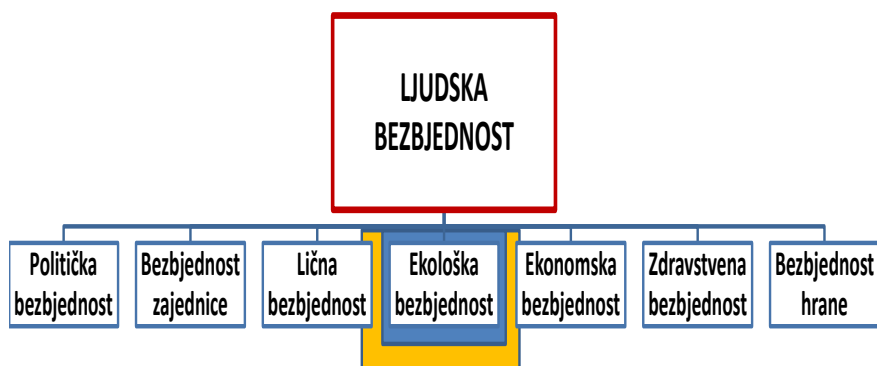 LJUDSKA
BEZBJEDNOST
Politička
bezbjednost
Bezbjednost
zajednice
Lična
bezbjednost
Ekološka
bezbjednost
Ekonomska
bezbjednost
Zdravstvena
bezbjednost
Bezbjednost
hrane